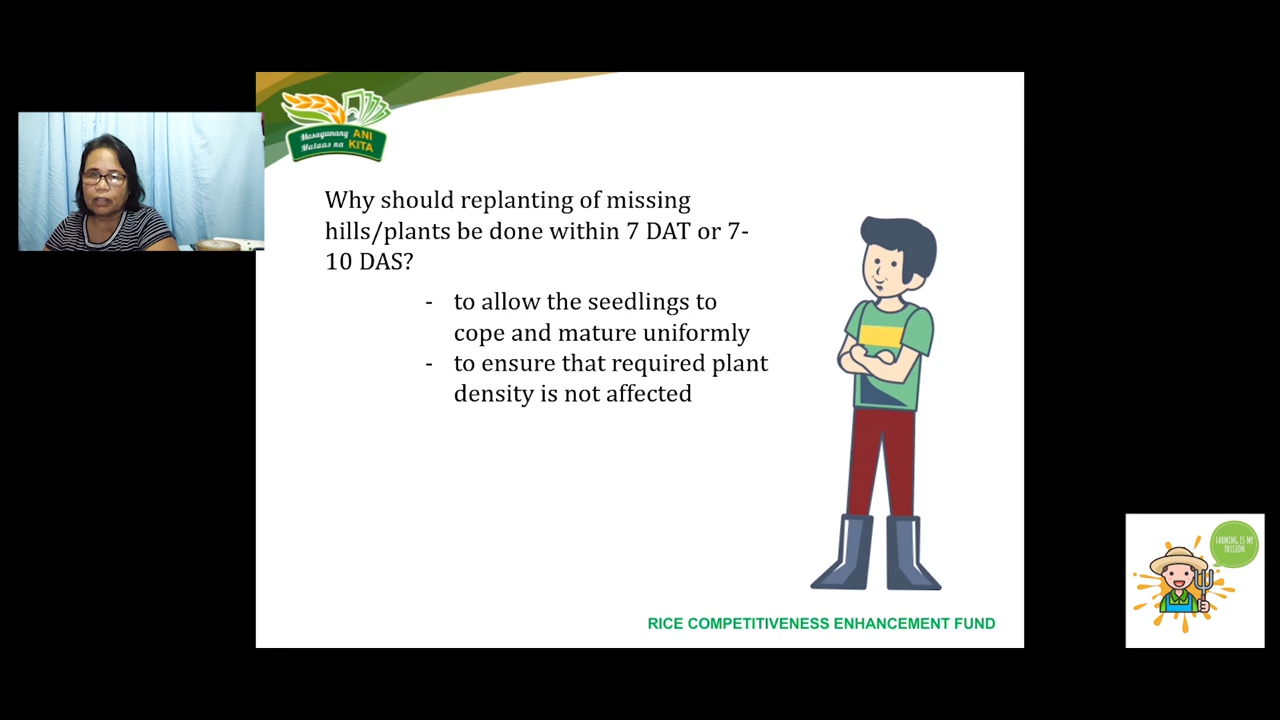 Masaganang ANI
Mataas na KITA
Why should replanting of missing
hills/plants be done within 7 DAT or 7-
10 DAS?
- to allow the seedlings to
cope and mature uniformly
- to ensure that required plant
density is not affected
FARMING IS MY
PASSION
RICE COMPETITIVENESS ENHANCEMENT FUND